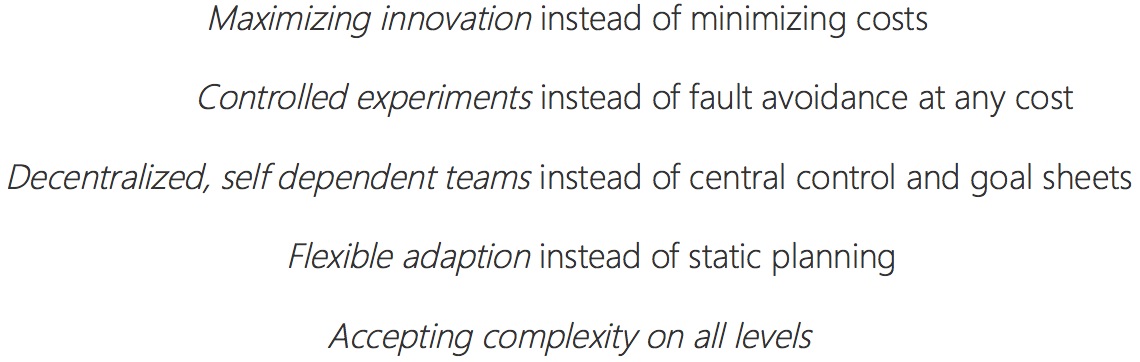 Maximizing innovation instead of minimizing costs
Controlled experiments instead of fault avoidance at any cost
Decentralized, self dependent teams instead of central control and goal sheets
Flexible adaption instead of static planning
Accepting complexity on all levels